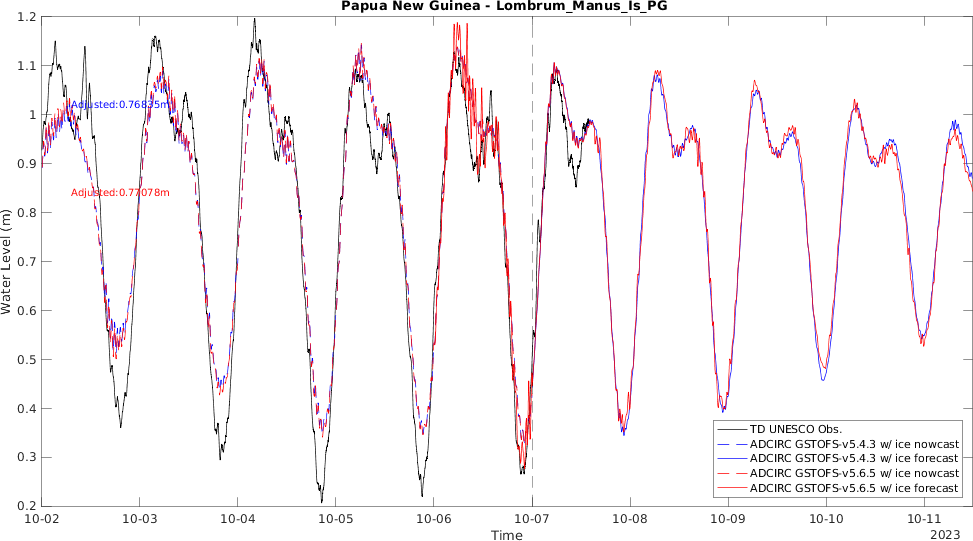 Papua New Guinea - Lombrum_Manus_Is_PG
1.2
1.1
1
0.9
0.8
0.7
0.6
0.5
0.4
0.3
0.2
Water Level (m)
Adjusted:0.76835m
Adjusted:0.77078m
TD UNESCO Obs.
ADCIRC GSTOFS-v5.4.3 w/ ice nowcast
ADCIRC GSTOFS-v5.4.3 w/ ice forecast
ADCIRC GSTOFS-v5.6.5 w/ ice nowcast
ADCIRC GSTOFS-v5.6.5 w/ ice forecast
10-02 10-03 10-04 10-05 10-06 10-07 10-08 10-09 10-10 10-11
Time
2023